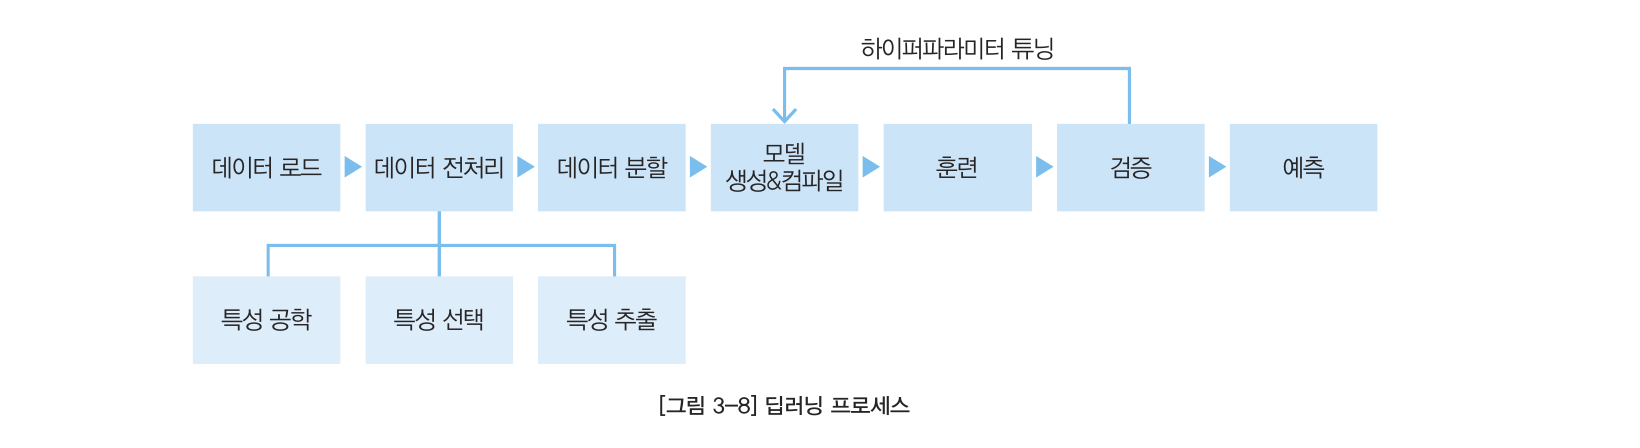 하이퍼파라미터 튜닝
데이터 로드
데이터 전처리
데이터 분할
모델
생성&컴파일
훈련
검증
예측
특성 공학
특성 선택
특성 추출
[그림 3-8] 딥러닝 프로세스